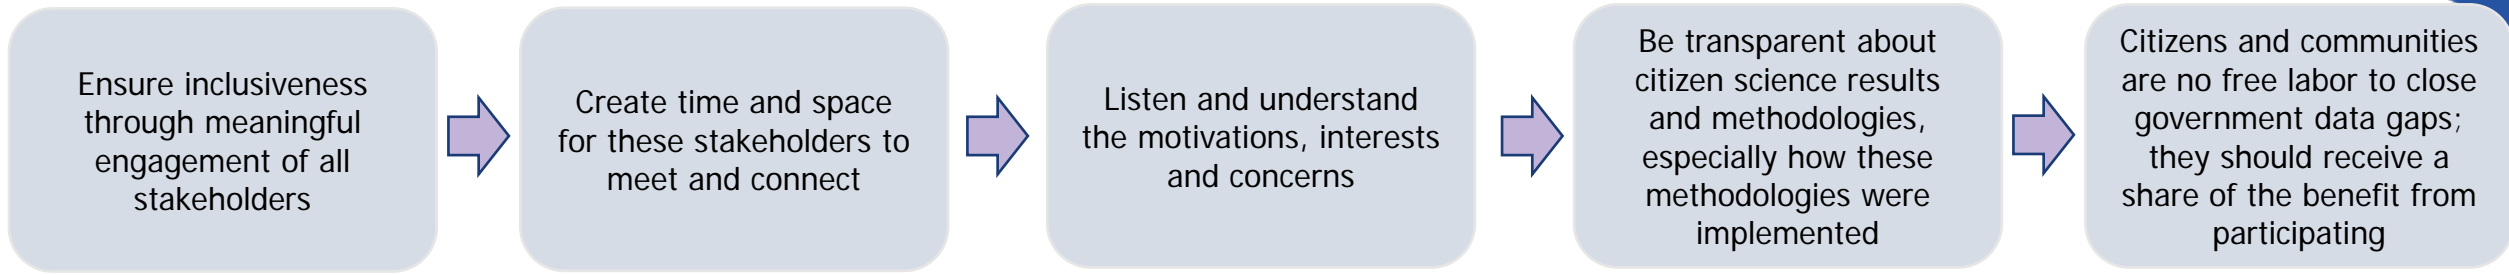 Ensure inclusiveness
through meaningful
engagement of all
stakeholders
Create time and space
for these stakeholders to
meet and connect
Listen and understand
the motivations, interests
and concerns
Be transparent about
citizen science results
and methodologies,
especially how these
methodologies were
implemented
Citizens and communities
are no free labor to close
government data gaps;
they should receive a
share of the benefit from
participating